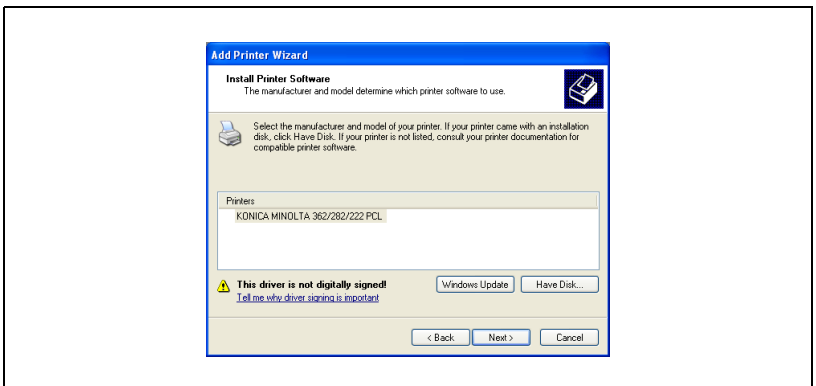 Add Printer Wizard
Install Printer Software
The manufacturer and model determine which printer software to use.
Select the manufacturer and model of your printer. If your printer came with an installation
disk, click Have Disk. If your printer is not listed, consult your printer documentation for
compatible printer software.
Printers
KONICA MINOLTA 362/282/222 PCL
This driver is not digitally signed!
Tell me why driver signing is important
Windows Update
Have Disk...
< Back
Next >
Cancel